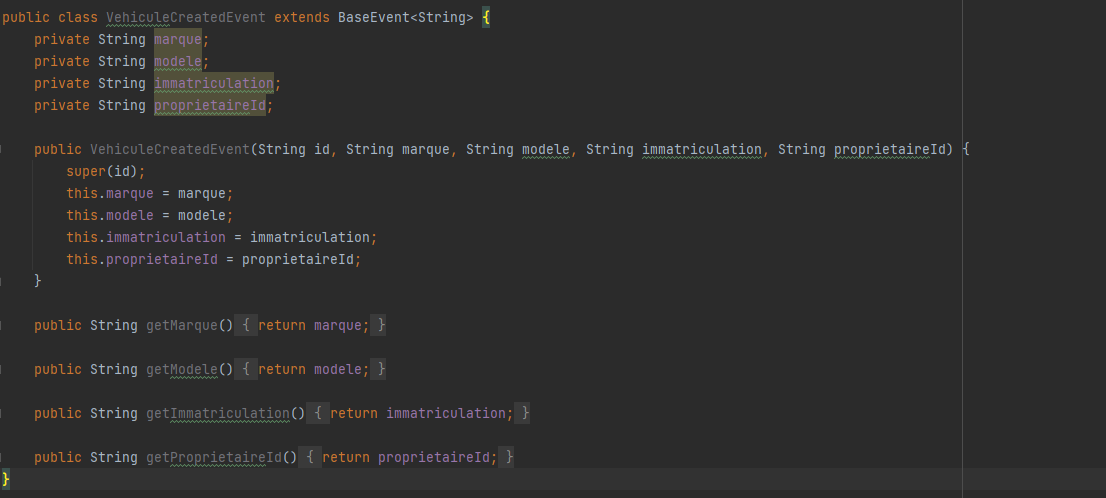 public class VehiculeCreatedEvent extends BaseEvent<String> {
    private String marque;
    private String modele;
    private String immatriculation;
    private String proprietaireId;
    public VehiculeCreatedEvent(String id, String marque, String modele, String immatriculation, String proprietaireId) {
        super(id);
        this.marque = marque;
        this.modele = modele;
        this.immatriculation = immatriculation;
        this.proprietaireId = proprietaireId;
    }
    public String getMarque() { return marque; }
    public String getModele() { return modele; }
    public String getImmatriculation() { return immatriculation; }
    public String getProprietaireId() { return proprietaireId; }
}